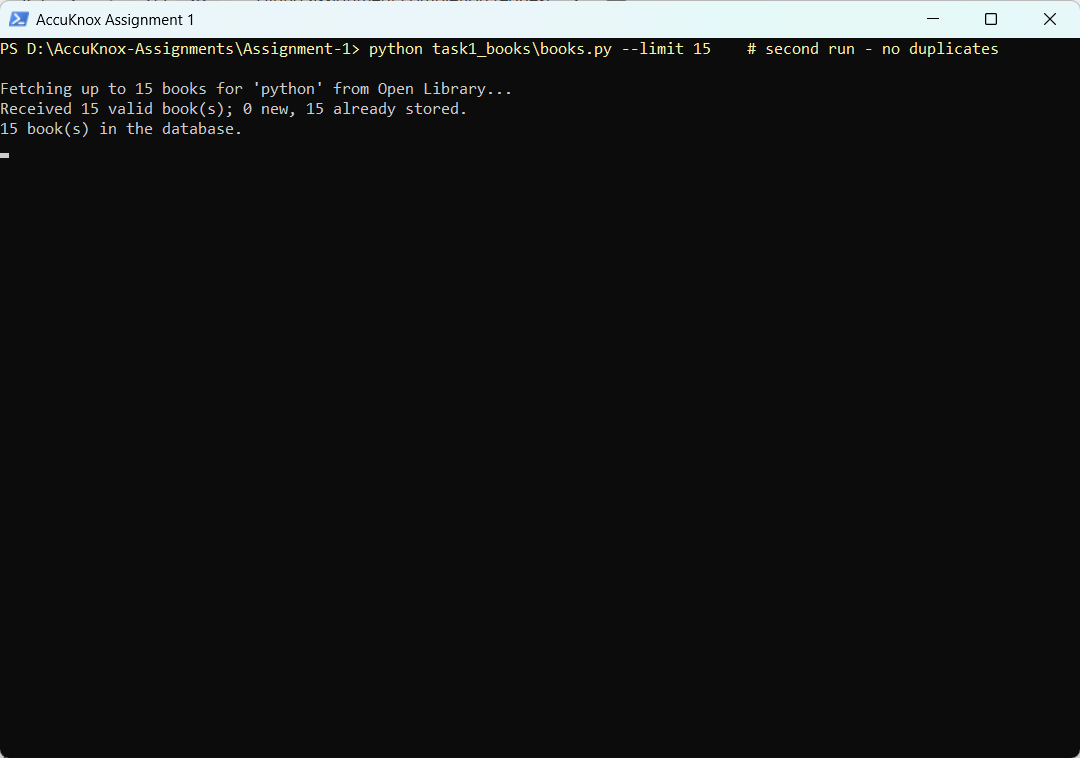 AccuKnox Assignment 1
PS D:\AccuKnox-Assignments\Assignment-1> python task1_books\books.py --limit 15    # second run - no duplicates
Fetching up to 15 books for 'python' from Open Library...
Received 15 valid book(s); 0 new, 15 already stored.
15 book(s) in the database.